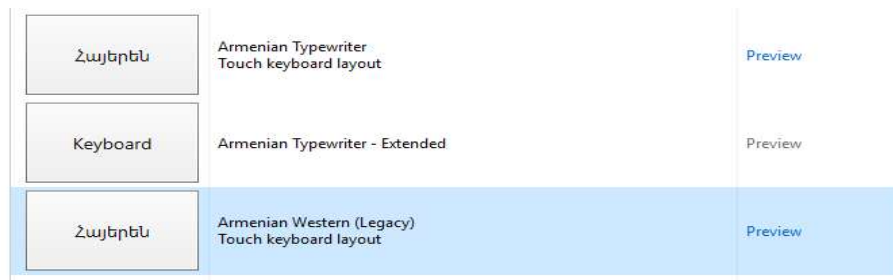 Հայերեն
Armenian Typewriter
Touch keyboard layout
Preview
Keyboard
Armenian Typewriter - Extended
Preview
Հայերեն
Armenian Western (Legacy)
Touch keyboard layout
Preview